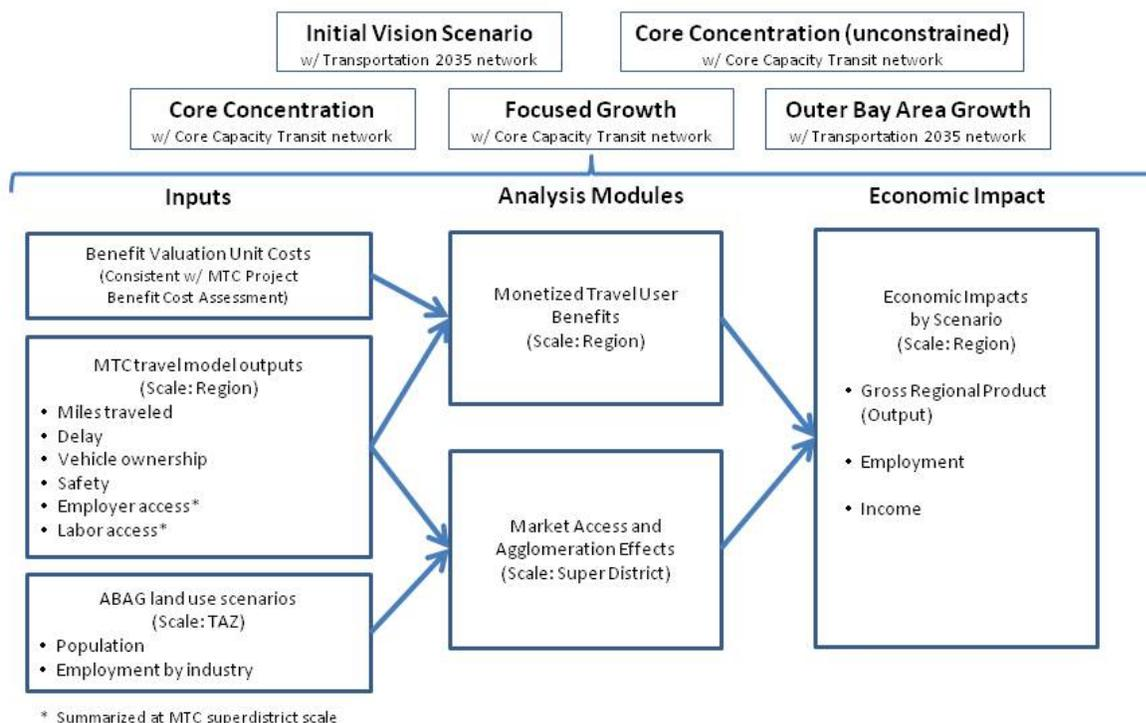 Initial Vision Scenario
w/ Transportation 2035 network
Core Concentration (unconstrained)
w/ Core Capacity Transit network
Core Concentration
w/ Core Capacity Transit network
Focused Growth
w/ Core Capacity Transit network
Outer Bay Area Growth
w/ Transportation 2035 network
Inputs
Analysis Modules
Economic Impact
Benefit Valuation Unit Costs
(Consistent w/ MTC Project
Benefit Cost Assessment)
MTC travel model outputs
(Scale: Region)
• Miles traveled
• Delay
• Vehicle ownership
• Safety
• Employer access*
• Labor access*
ABAG land use scenarios
(Scale: TAZ)
• Population
• Employment by industry
* Summarized at MTC superdistrict scale
Monetized Travel User
Benefits
(Scale: Region)
Market Access and
Agglomeration Effects
(Scale: Super District)
Economic Impacts
by Scenario
(Scale: Region)
• Gross Regional Product
(Output)
• Employment
• Income